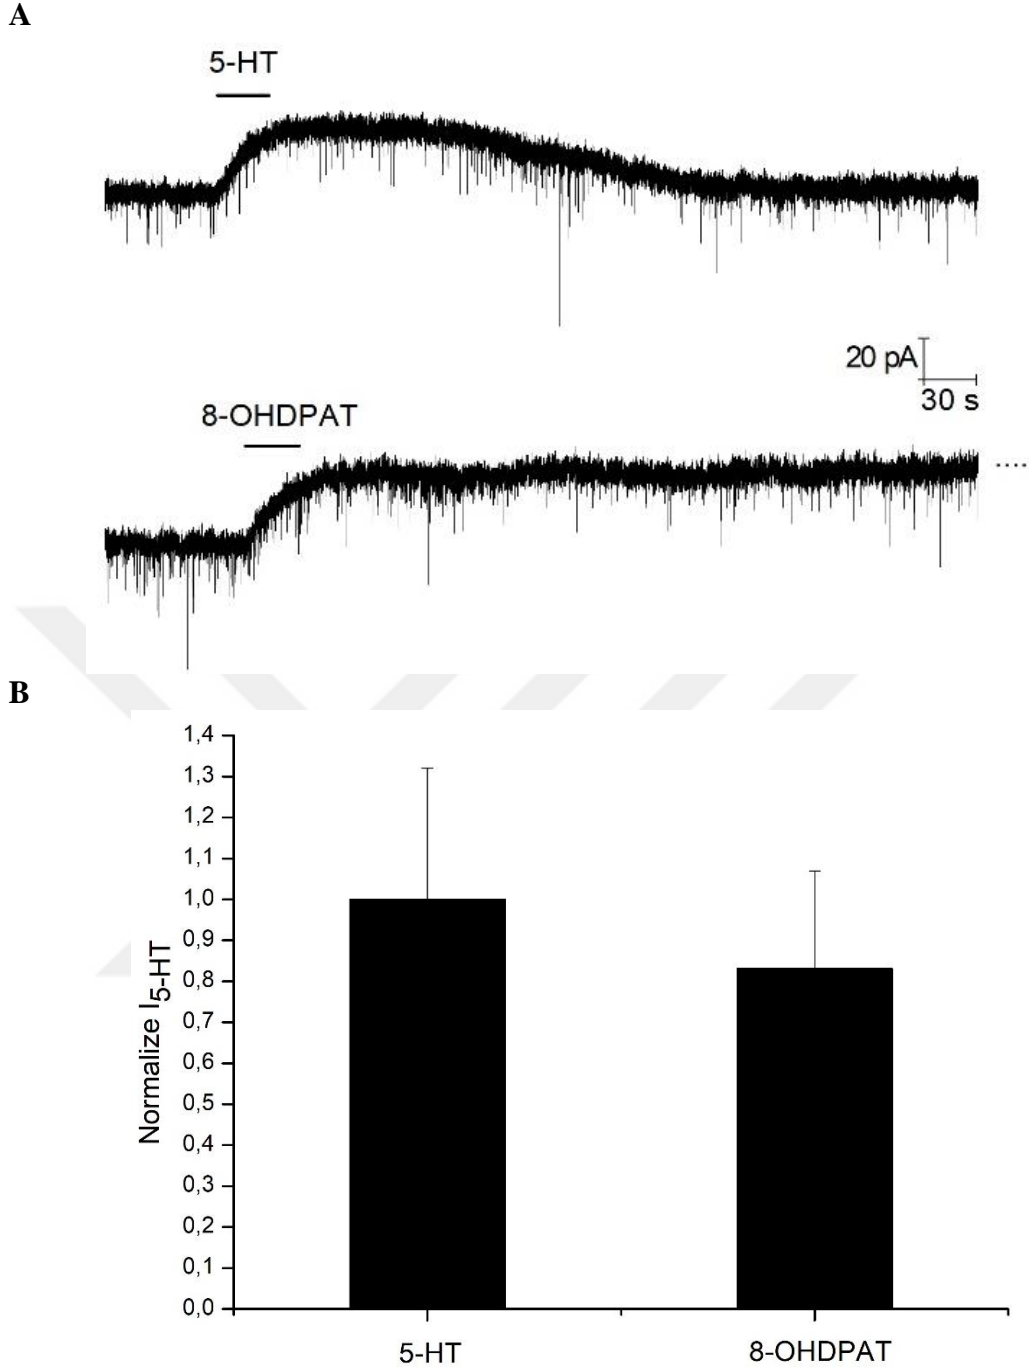 A
5-HT
20 pA
30 s
8-OHDPAT
....
B
1,4
1,3
1,2
1,1
1,0
0,9
0,8
0,7
0,6
0,5
0,4
0,3
0,2
0,1
0,0
Normalize I5-HT
5-HT
8-OHDPAT